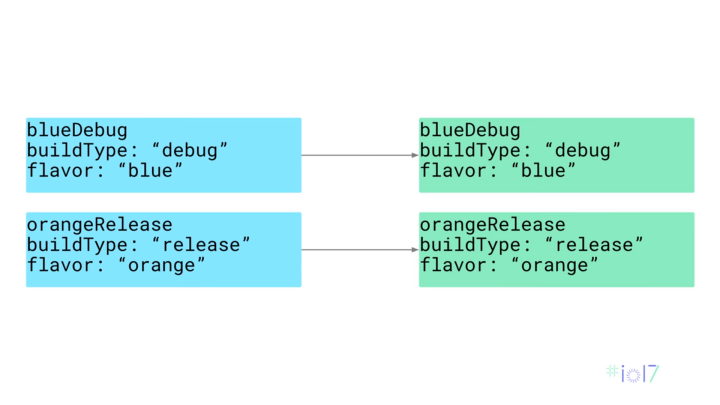 blueDebug
buildType: “debug”
flavor: “blue”
blueDebug
buildType: “debug”
flavor: “blue”
orangeRelease
buildType: “release”
flavor: “orange”
orangeRelease
buildType: “release”
flavor: “orange”
#io17